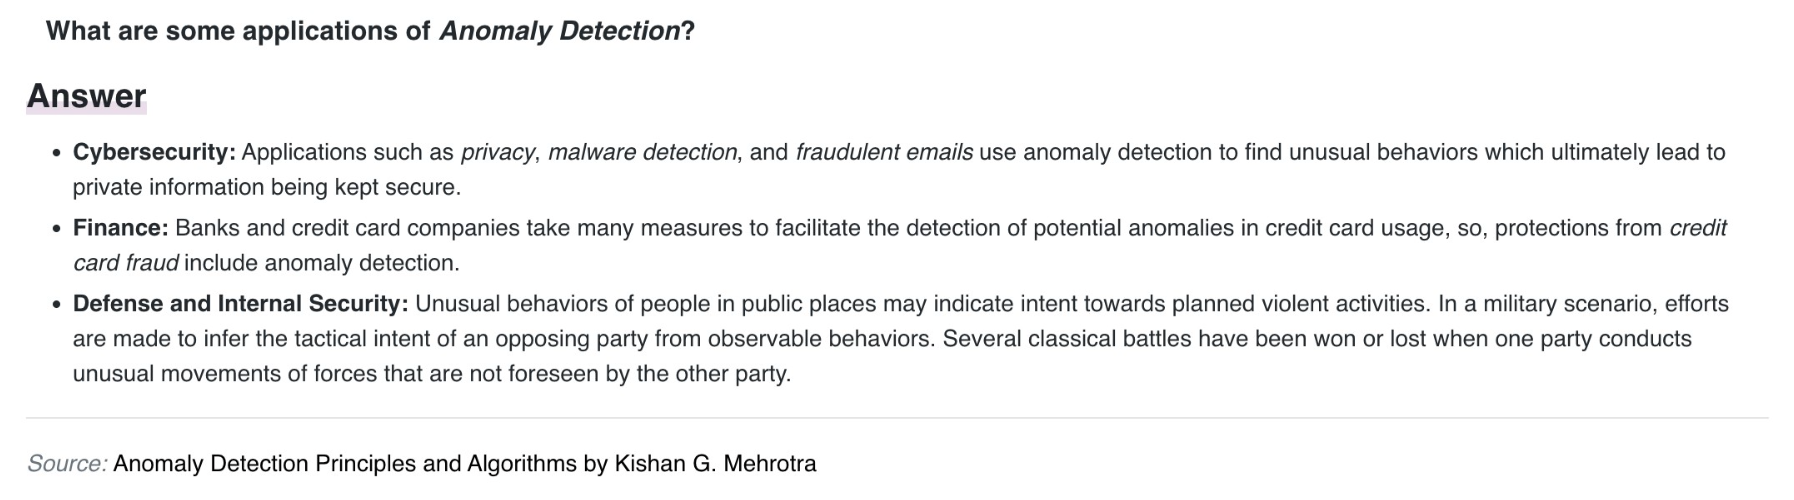 What are some applications of Anomaly Detection?
Answer
• Cybersecurity: Applications such as privacy, malware detection, and fraudulent emails use anomaly detection to find unusual behaviors which ultimately lead to
private information being kept secure.
• Finance: Banks and credit card companies take many measures to facilitate the detection of potential anomalies in credit card usage, so, protections from credit
card fraud include anomaly detection.
• Defense and Internal Security: Unusual behaviors of people in public places may indicate intent towards planned violent activities. In a military scenario, efforts
are made to infer the tactical intent of an opposing party from observable behaviors. Several classical battles have been won or lost when one party conducts
unusual movements of forces that are not foreseen by the other party.
Source: Anomaly Detection Principles and Algorithms by Kishan G. Mehrotra